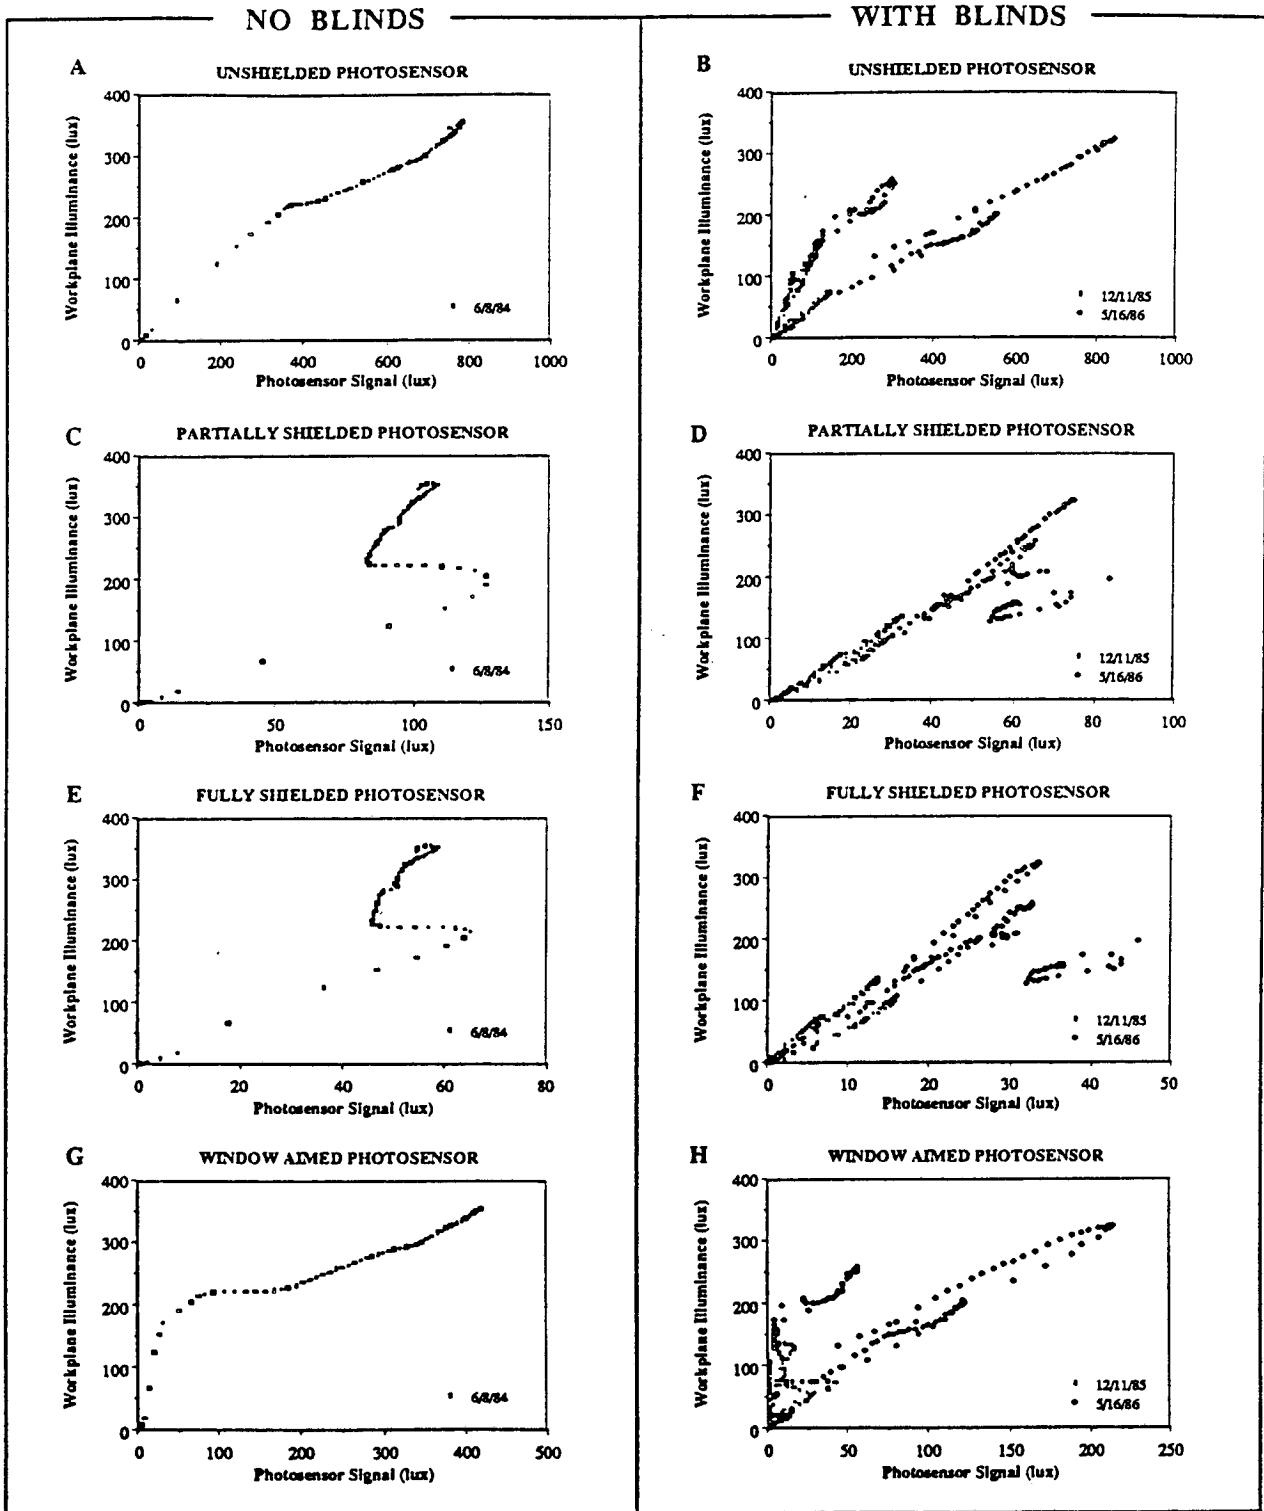 NO BLINDS
WITH BLINDS
A
UNSHIELDED PHOTOSENSOR
Workplane Illuminance (lux)
400
300
200
100
0
6/8/84
0 200 400 600 800 1000
Photosensor Signal (lux)
B
UNSHIELDED PHOTOSENSOR
Workplane Illuminance (lux)
400
300
200
100
0
12/11/85
5/16/86
0 200 400 600 800 1000
Photosensor Signal (lux)
C
PARTIALLY SHIELDED PHOTOSENSOR
Workplane Illuminance (lux)
400
300
200
100
0
6/8/84
0 50 100 150
Photosensor Signal (lux)
D
PARTIALLY SHIELDED PHOTOSENSOR
Workplane Illuminance (lux)
400
300
200
100
0
12/11/85
5/16/86
0 20 40 60 80 100
Photosensor Signal (lux)
E
FULLY SHIELDED PHOTOSENSOR
Workplane Illuminance (lux)
400
300
200
100
0
6/8/84
0 20 40 60 80
Photosensor Signal (lux)
F
FULLY SHIELDED PHOTOSENSOR
Workplane Illuminance (lux)
400
300
200
100
0
12/11/85
5/16/86
0 10 20 30 40 50
Photosensor Signal (lux)
G
WINDOW AIMED PHOTOSENSOR
Workplane Illuminance (lux)
400
300
200
100
0
6/8/84
0 100 200 300 400 500
Photosensor Signal (lux)
H
WINDOW AIMED PHOTOSENSOR
Workplane Illuminance (lux)
400
300
200
100
0
12/11/85
5/16/86
0 50 100 150 200 250
Photosensor Signal (lux)